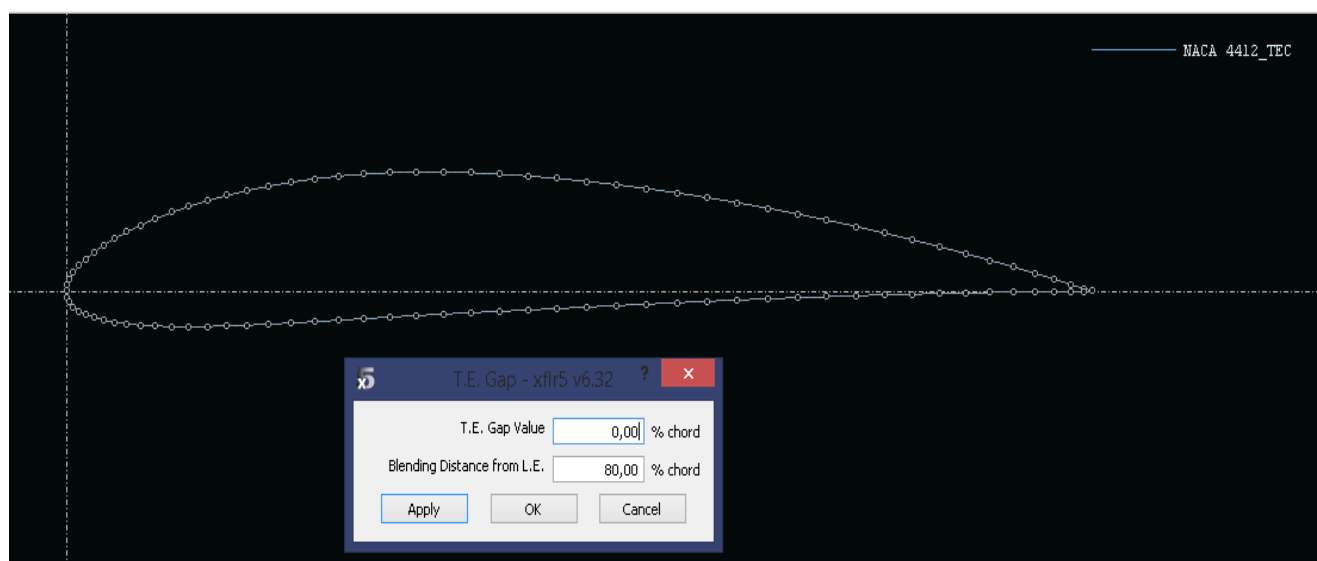 NACA 4412_TEC
x5 T.E. Gap - xflr5 v6.32 ? ×
T.E. Gap Value 0,00 % chord
Blending Distance from L.E. 80,00 % chord
Apply OK Cancel